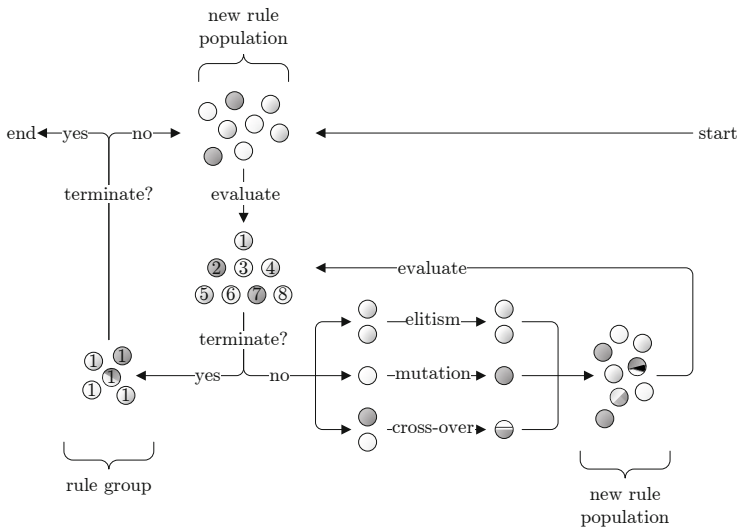 new rule
population
end
yes
no
start
terminate?
evaluate
1
2
3
4
evaluate
5
6
7
8
elitism
terminate?
1
1
1
1
1
yes
no
mutation
cross-over
rule group
new rule
population